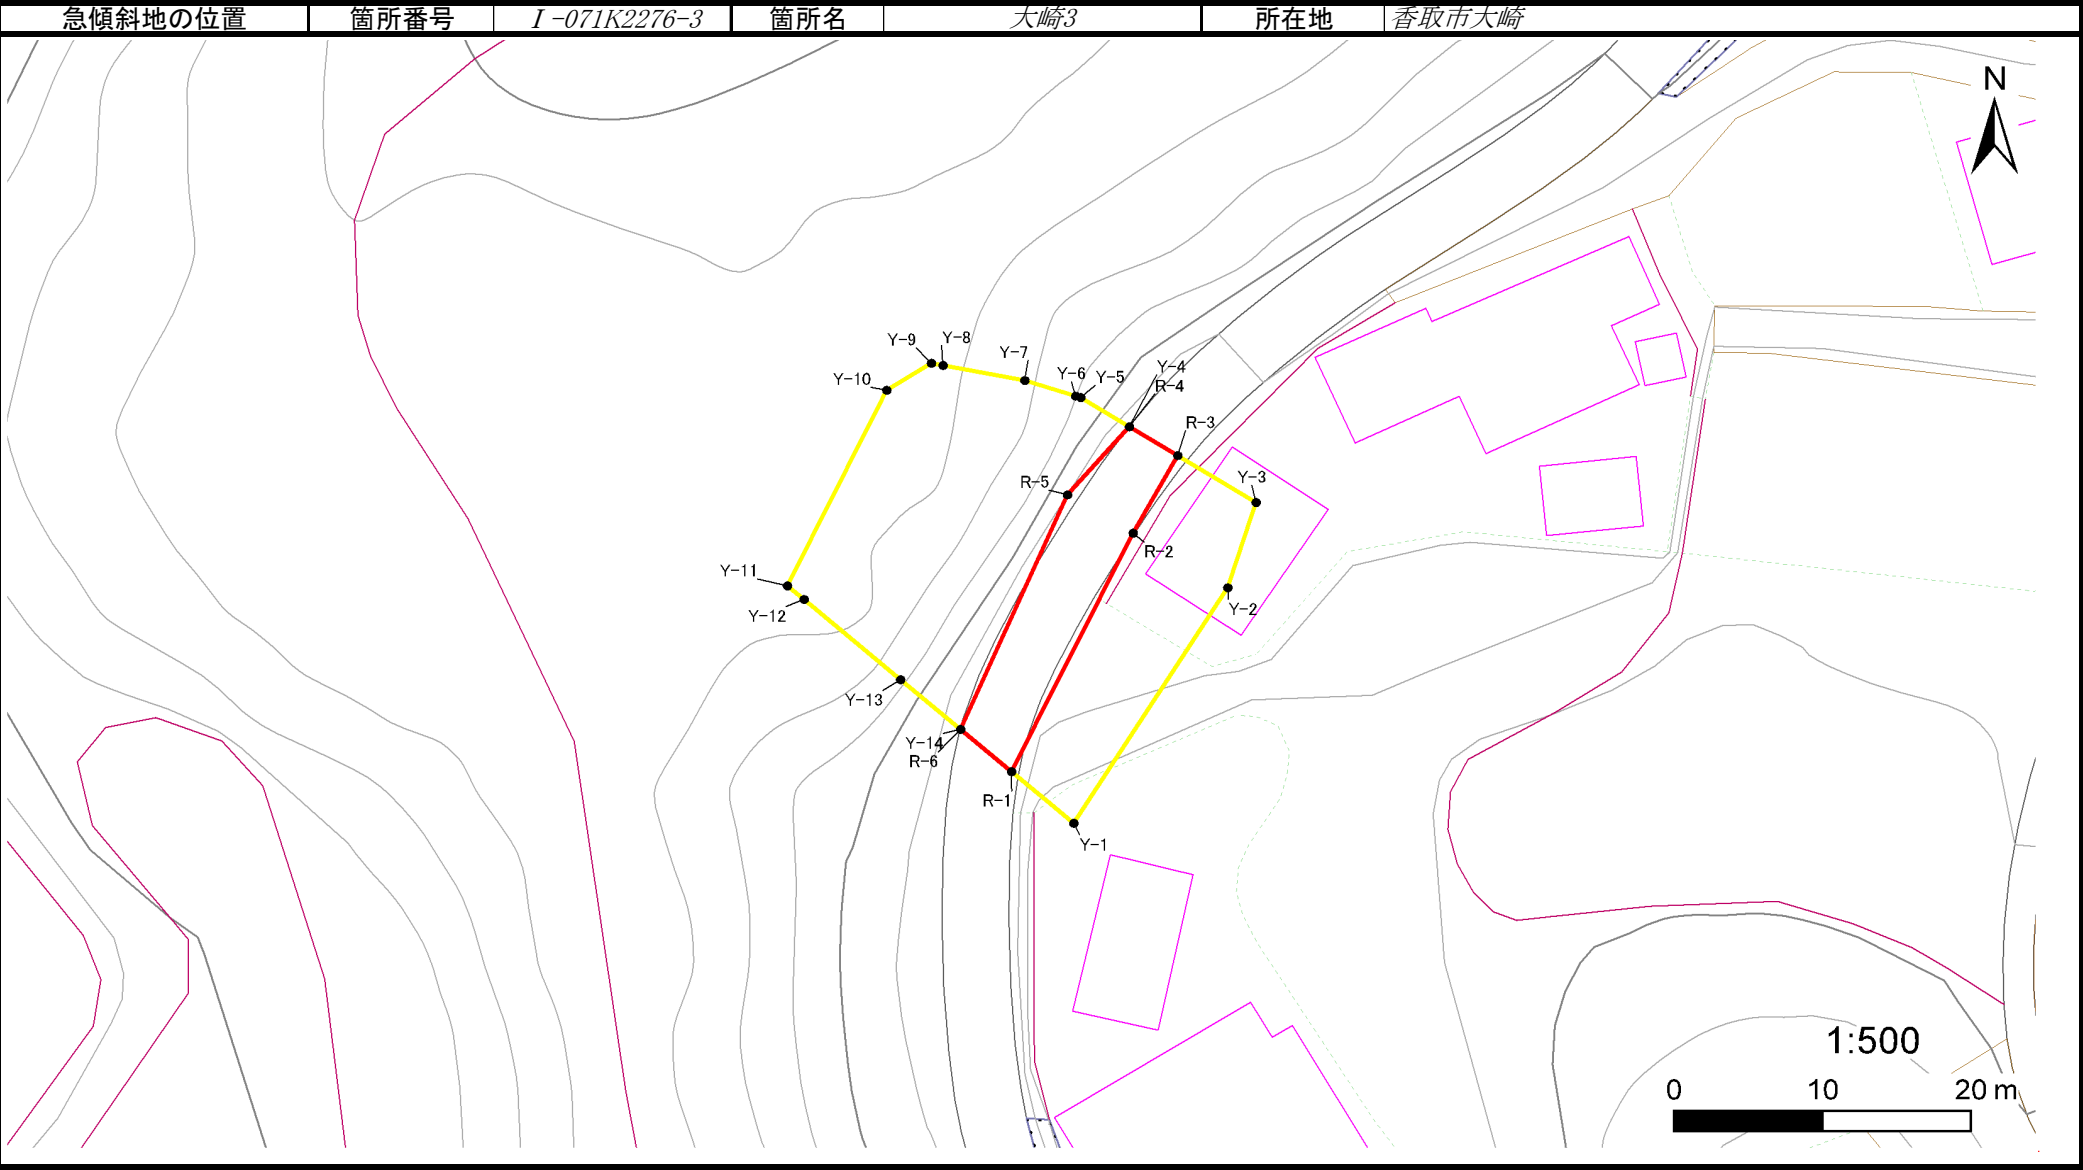 急傾斜地の位置 箇所番号 I-071K2276-3 箇所名 大崎3 所在地 香取市大崎
N
Y-9
Y-8
Y-7
Y-4
Y-10
Y-6
Y-5
R-4
R-3
R-5
Y-3
R-2
Y-11
Y-12
Y-2
Y-13
Y-14
R-6
R-1
Y-1
1:500
0 10 20 m